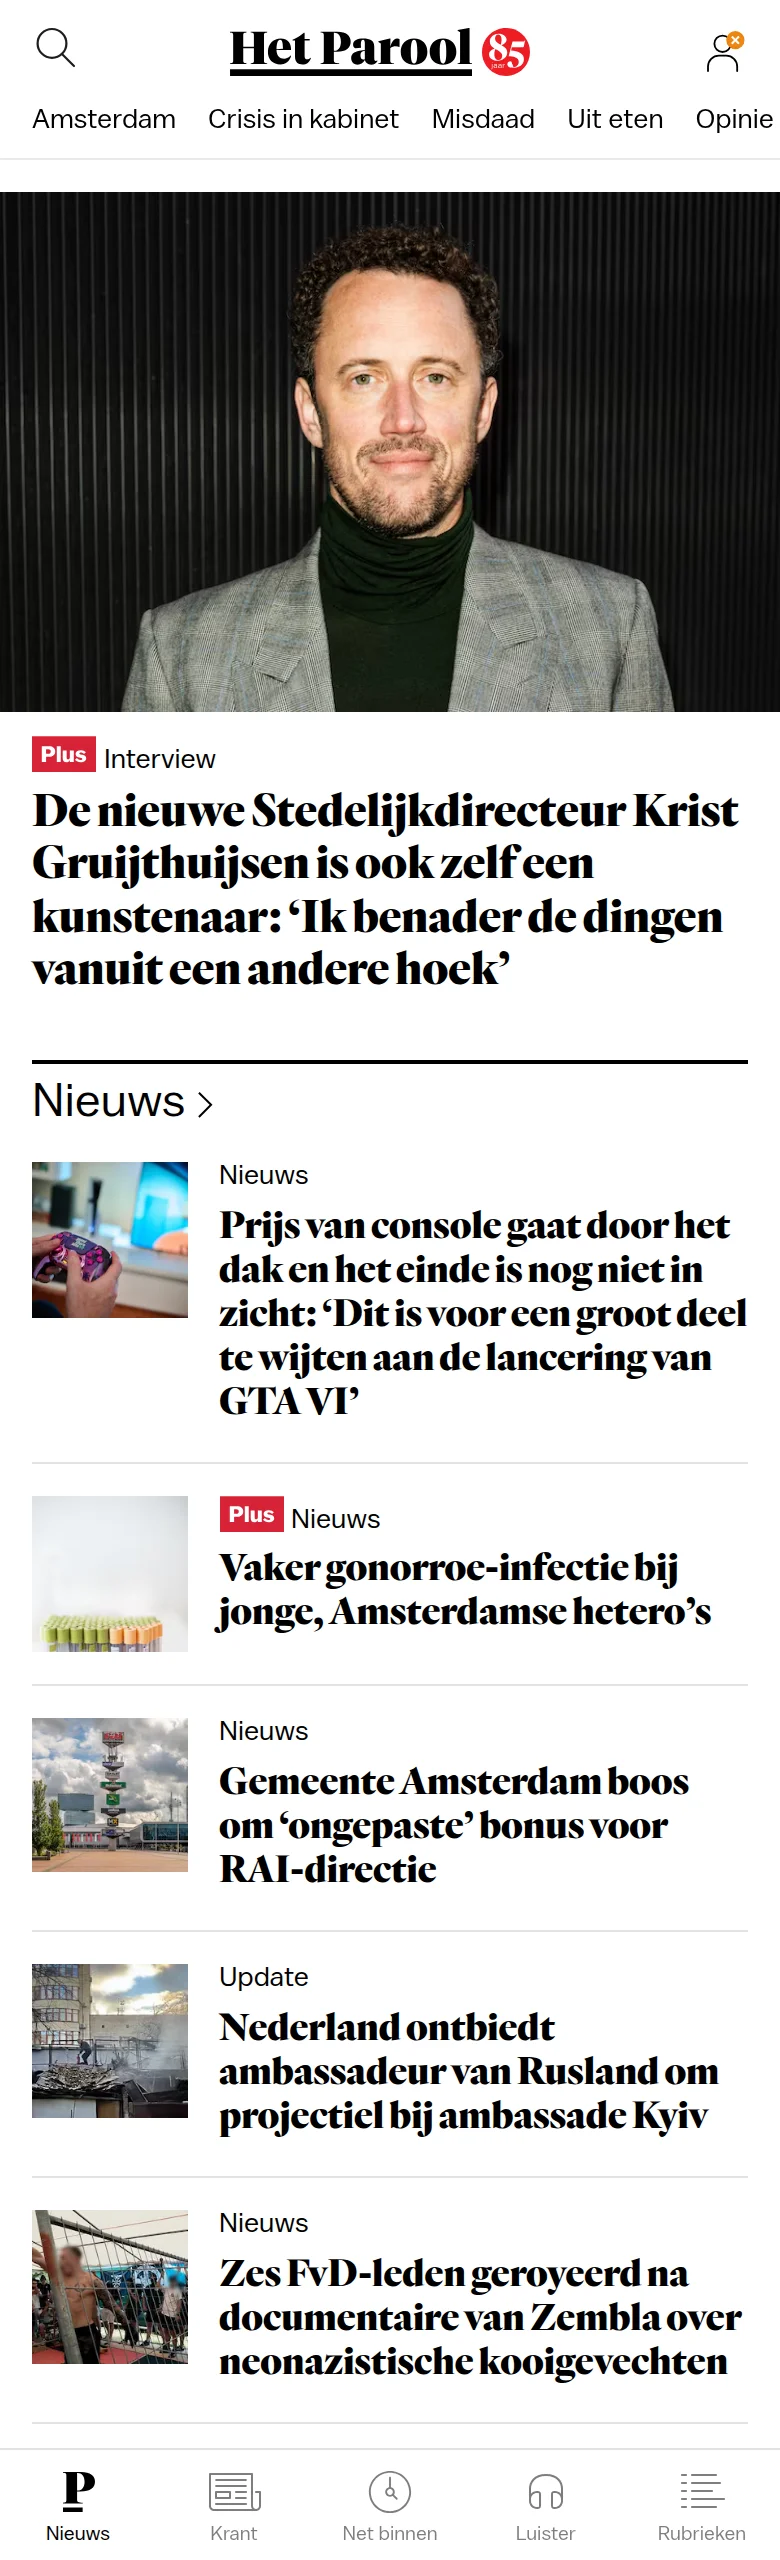 Het Parool 85 jaar
Amsterdam Crisis in kabinet Misdaad Uit eten Opinie
Plus Interview
De nieuwe Stedelijkdirecteur Krist
Gruijthuijsen is ook zelf een
kunstenaar: ‘Ik benader de dingen
vanuit een andere hoek’
Nieuws
Nieuws
Prijs van console gaat door het
dak en het einde is nog niet in
zicht: ‘Dit is voor een groot deel
te wijten aan de lancering van
GTA VI’
Plus Nieuws
Vaker gonorroe-infectie bij
jonge, Amsterdamse hetero’s
Nieuws
Gemeente Amsterdam boos
om ‘ongepaste’ bonus voor
RAI-directie
Update
Nederland ontbiedt
ambassadeur van Rusland om
projectiel bij ambassade Kyiv
Nieuws
Zes FvD-leden geroyeerd na
documentaire van Zembla over
neonazistische kooigevechten
P
Nieuws Krant Net binnen Luister Rubrieken